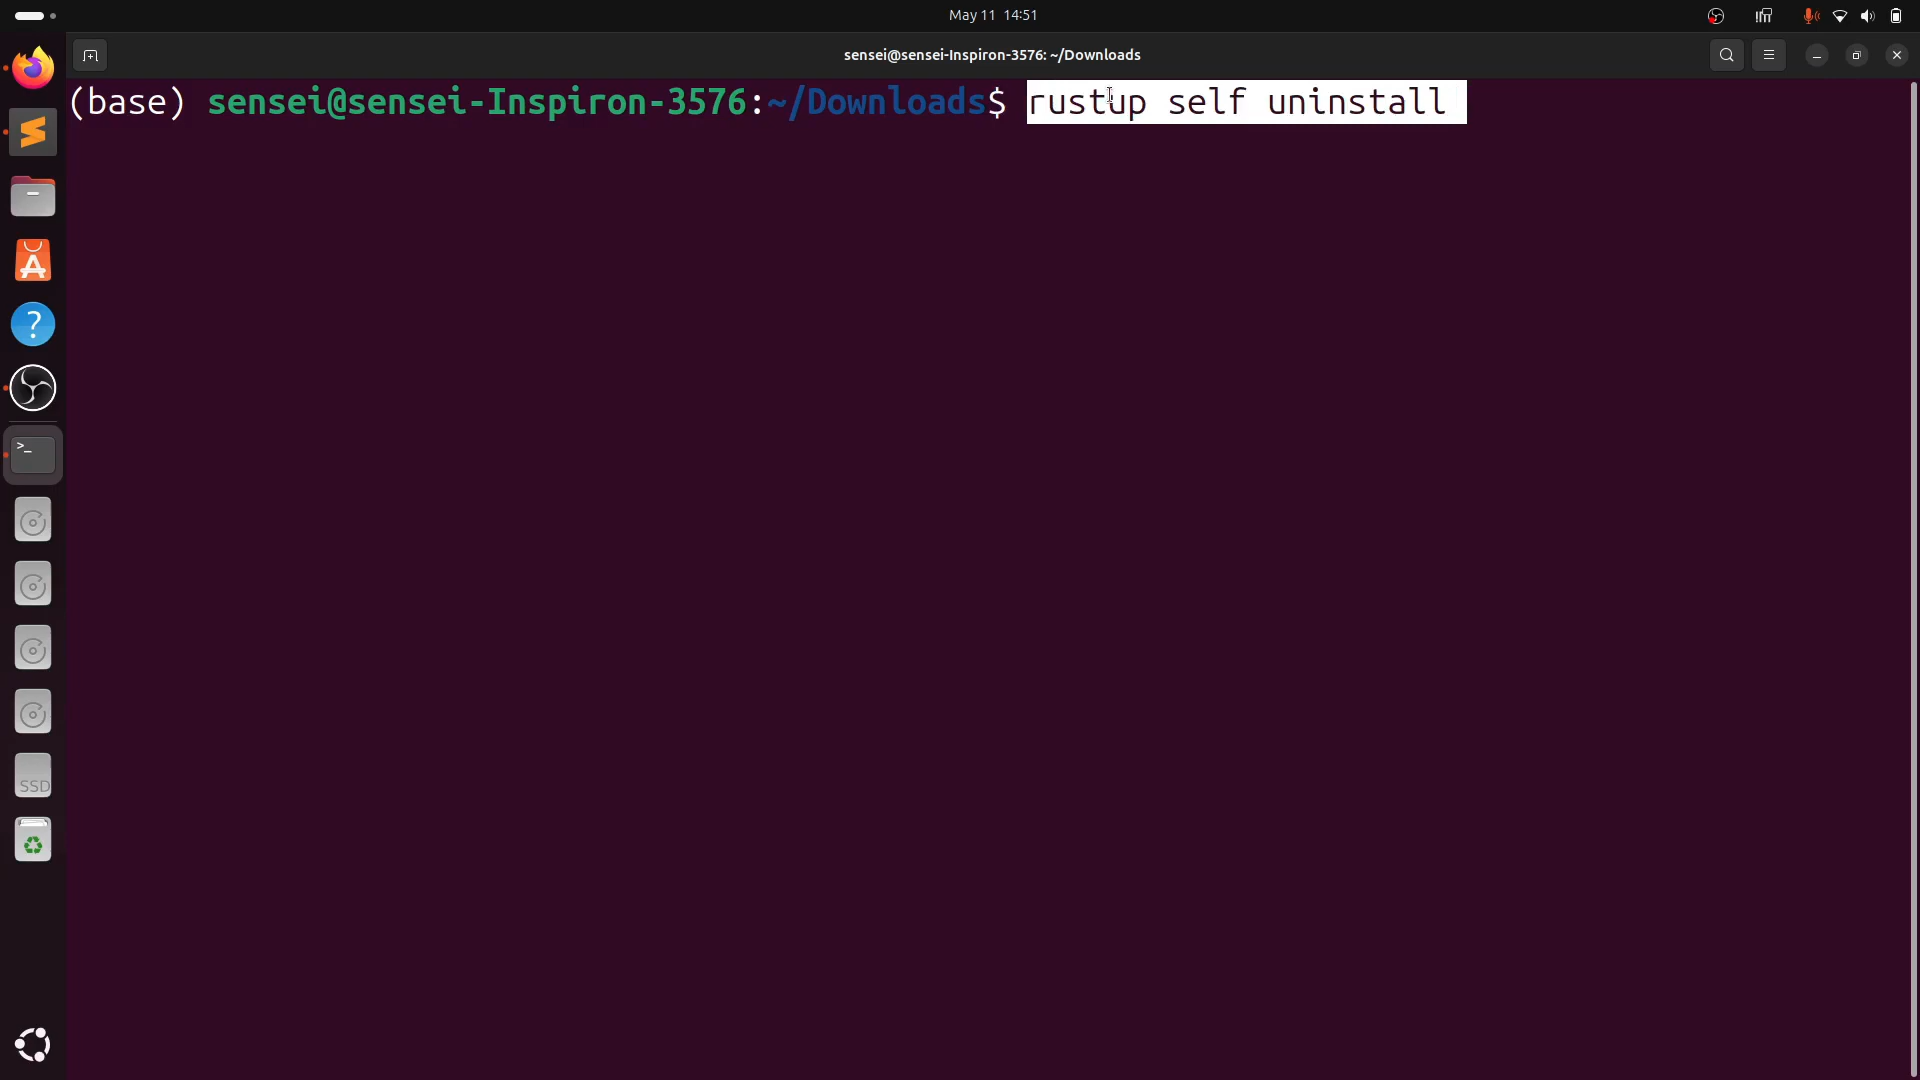 May 11 14:51
sensei@sensei-Inspiron-3576: ~/Downloads
(base) sensei@sensei-Inspiron-3576:~/Downloads$ rustup self uninstall
>_
?
SSD